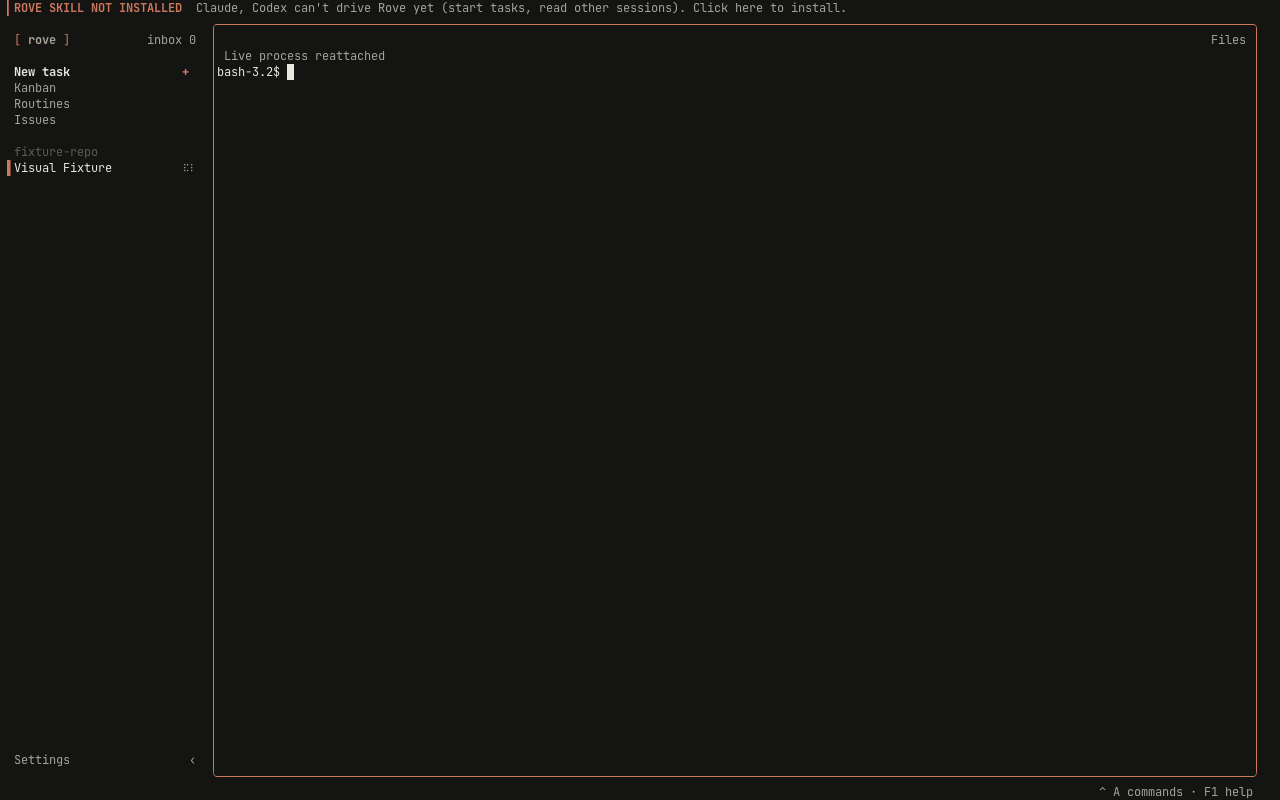 ROVE SKILL NOT INSTALLED  Claude, Codex can't drive Rove yet (start tasks, read other sessions). Click here to install.
[ rove ]  inbox 0
Files
Live process reattached
bash-3.2$
New task +
Kanban
Routines
Issues
fixture-repo
Visual Fixture
Settings ‹
^ A commands · F1 help